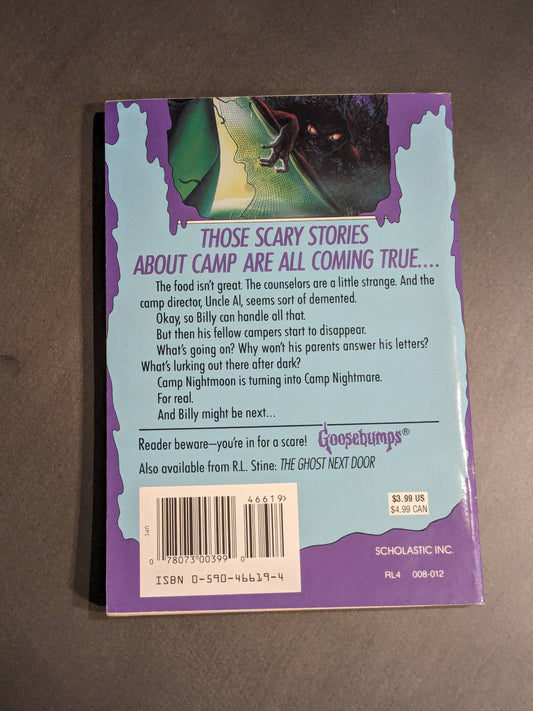 THOSE SCARY STORIES
ABOUT CAMP ARE ALL COMING TRUE....
The food isn't great. The counselors are a little strange. And the
camp director, Uncle Al, seems sort of demented.
Okay, so Billy can handle all that.
But then his fellow campers start to disappear.
What's going on? Why won't his parents answer his letters?
What's lurking out there after dark?
Camp Nightmoon is turning into Camp Nightmare.
For real.
And Billy might be next...
Reader beware—you're in for a scare! Goosebumps®
Also available from R.L. Stine: THE GHOST NEXT DOOR
46619>
UPC
0 78073 00399 0
ISBN 0-590-46619-4
$3.99 US
$4.99 CAN
SCHOLASTIC INC.
RL4 008-012